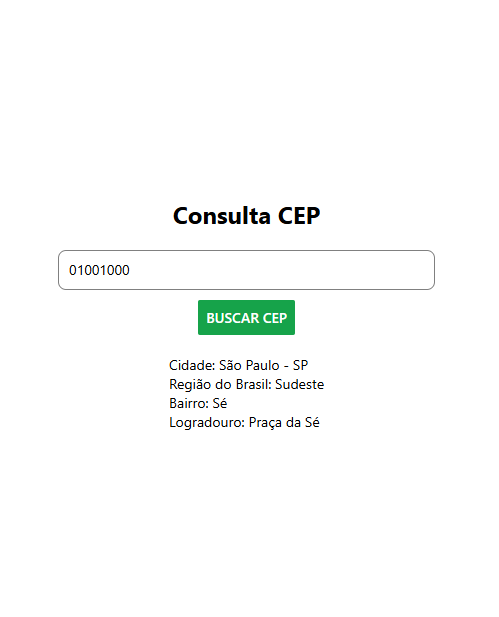 Consulta CEP
01001000
BUSCAR CEP
Cidade: São Paulo - SP
Região do Brasil: Sudeste
Bairro: Sé
Logradouro: Praça da Sé